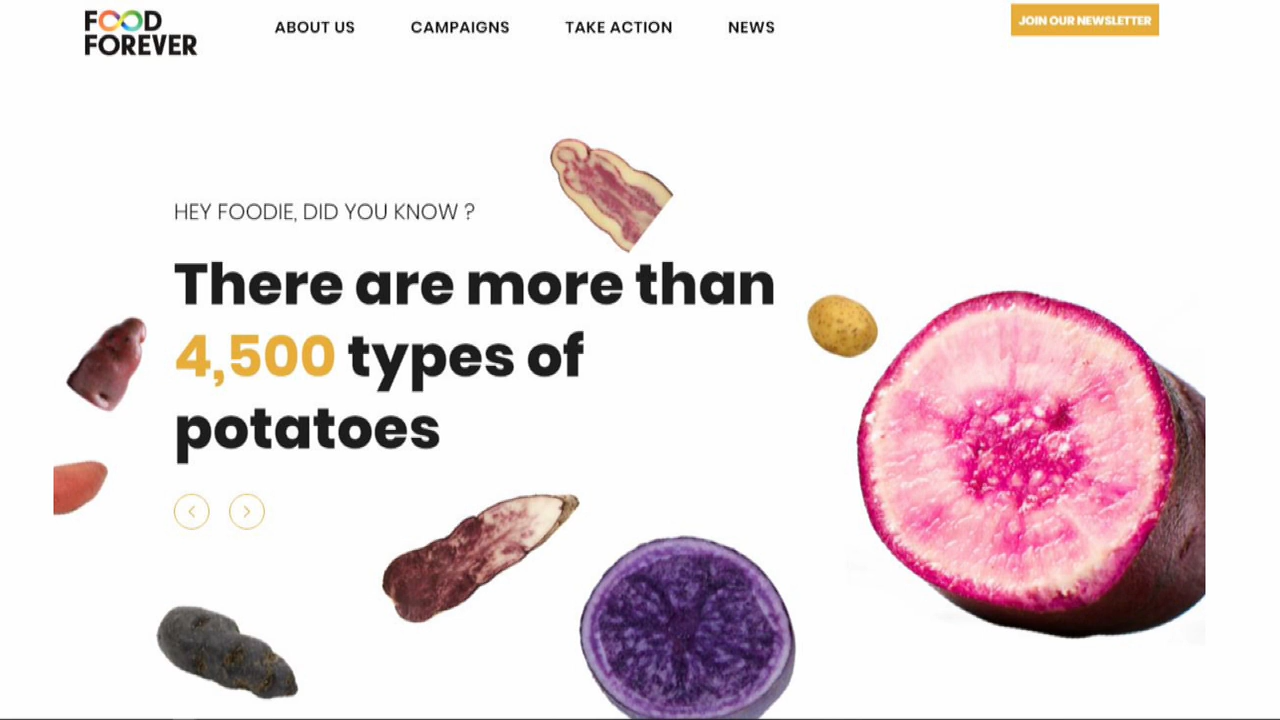 FOOD
FOREVER
ABOUT US
CAMPAIGNS
TAKE ACTION
NEWS
JOIN OUR NEWSLETTER
HEY FOODIE, DID YOU KNOW ?
There are more than
4,500 types of
potatoes